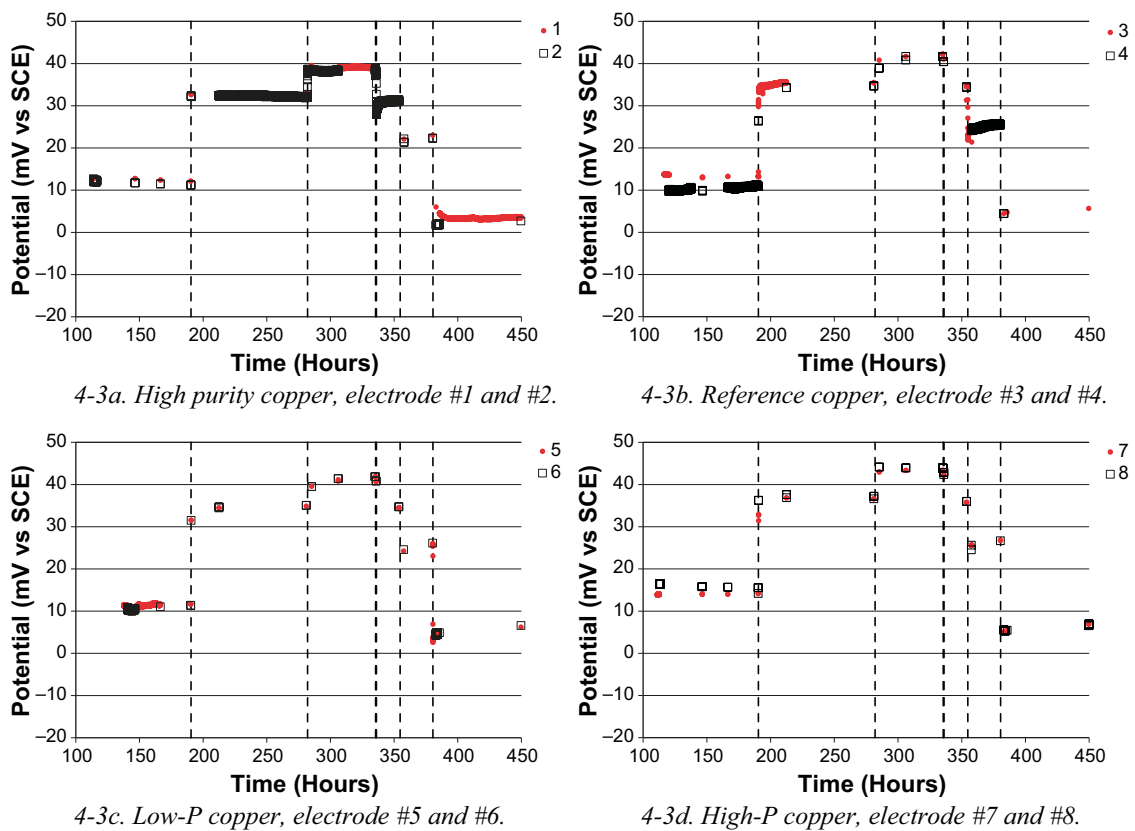 50
40
30
20
10
0
–10
–20
Potential (mV vs SCE)
100 150 200 250 300 350 400 450
Time (Hours)
1
2
4-3a. High purity copper, electrode #1 and #2.
50
40
30
20
10
0
–10
–20
Potential (mV vs SCE)
100 150 200 250 300 350 400 450
Time (Hours)
3
4
4-3b. Reference copper, electrode #3 and #4.
50
40
30
20
10
0
–10
–20
Potential (mV vs SCE)
100 150 200 250 300 350 400 450
Time (Hours)
5
6
4-3c. Low-P copper, electrode #5 and #6.
50
40
30
20
10
0
–10
–20
Potential (mV vs SCE)
100 150 200 250 300 350 400 450
Time (Hours)
7
8
4-3d. High-P copper, electrode #7 and #8.